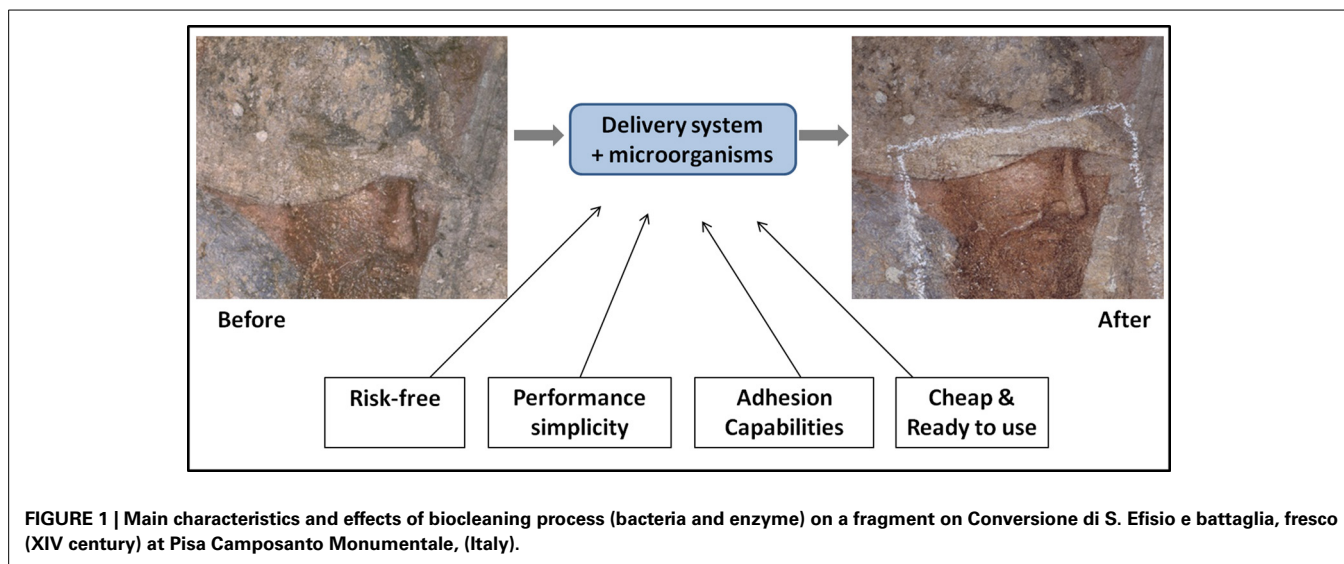 Delivery system
+ microorganisms
Before
After
Risk-free
Performance
simplicity
Adhesion
Capabilities
Cheap &
Ready to use
FIGURE 1 | Main characteristics and effects of biocleaning process (bacteria and enzyme) on a fragment on Conversione di S. Efisio e battaglia, fresco
(XIV century) at Pisa Camposanto Monumentale, (Italy).